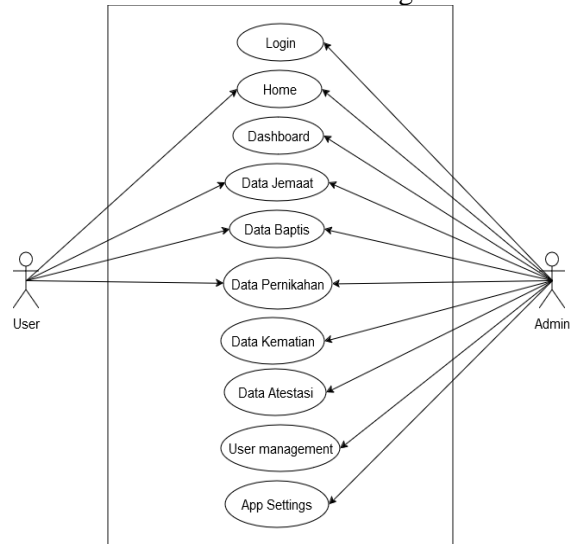 Login
Home
Dashboard
Data Jemaat
Data Baptis
Data Pernikahan
User
Admin
Data Kematian
Data Atestasi
User management
App Settings